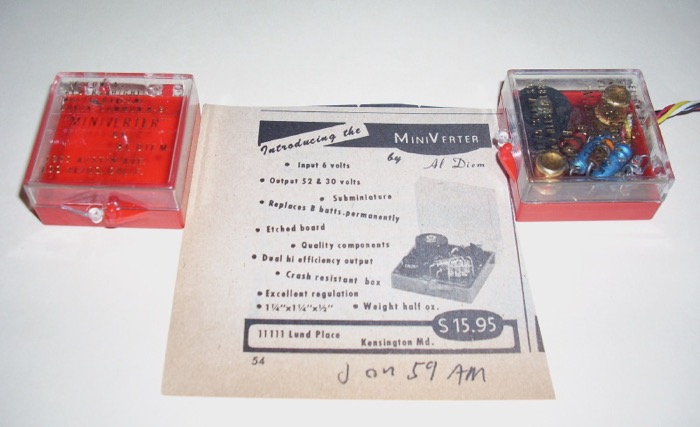 MINIVERTER
Introducing the
MINIVERTER
by Al Diem
• Input 6 volts
• Output 52 & 30 volts
• Subminiature
• Replaces B batts. permanently
• Etched board
• Quality components
• Dual hi efficiency output
• Crash resistant box
• Excellent regulation
• 1¼"x1¼"x½" • Weight half oz.
$ 15.95
11111 Lund Place Kensington Md.
54
Jan 59 AM